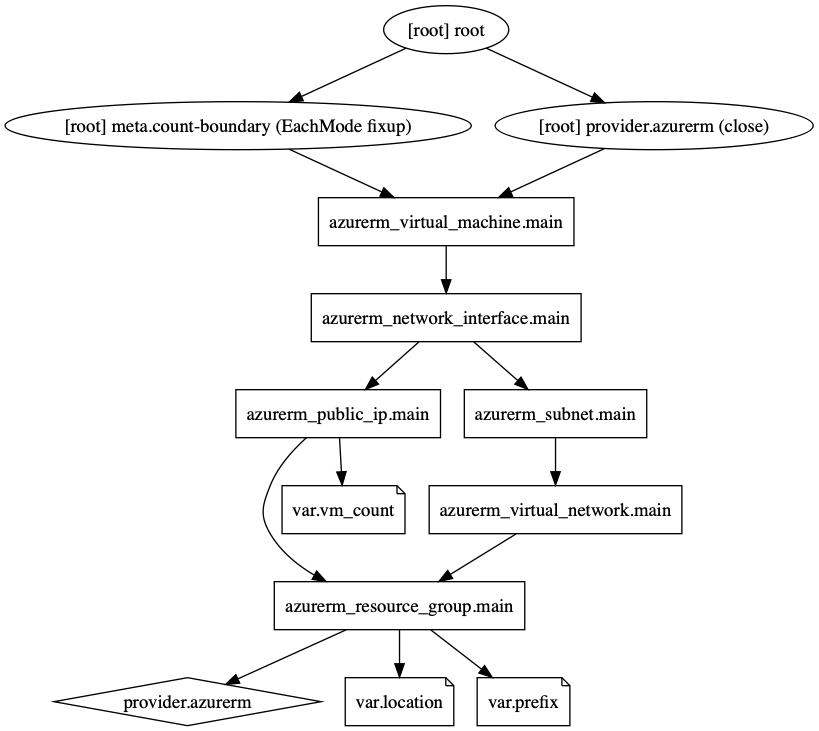 [root] root
[root] meta.count-boundary (EachMode fixup)
[root] provider.azurerm (close)
azurerm_virtual_machine.main
azurerm_network_interface.main
azurerm_public_ip.main
azurerm_subnet.main
var.vm_count
azurerm_virtual_network.main
azurerm_resource_group.main
provider.azurerm
var.location
var.prefix